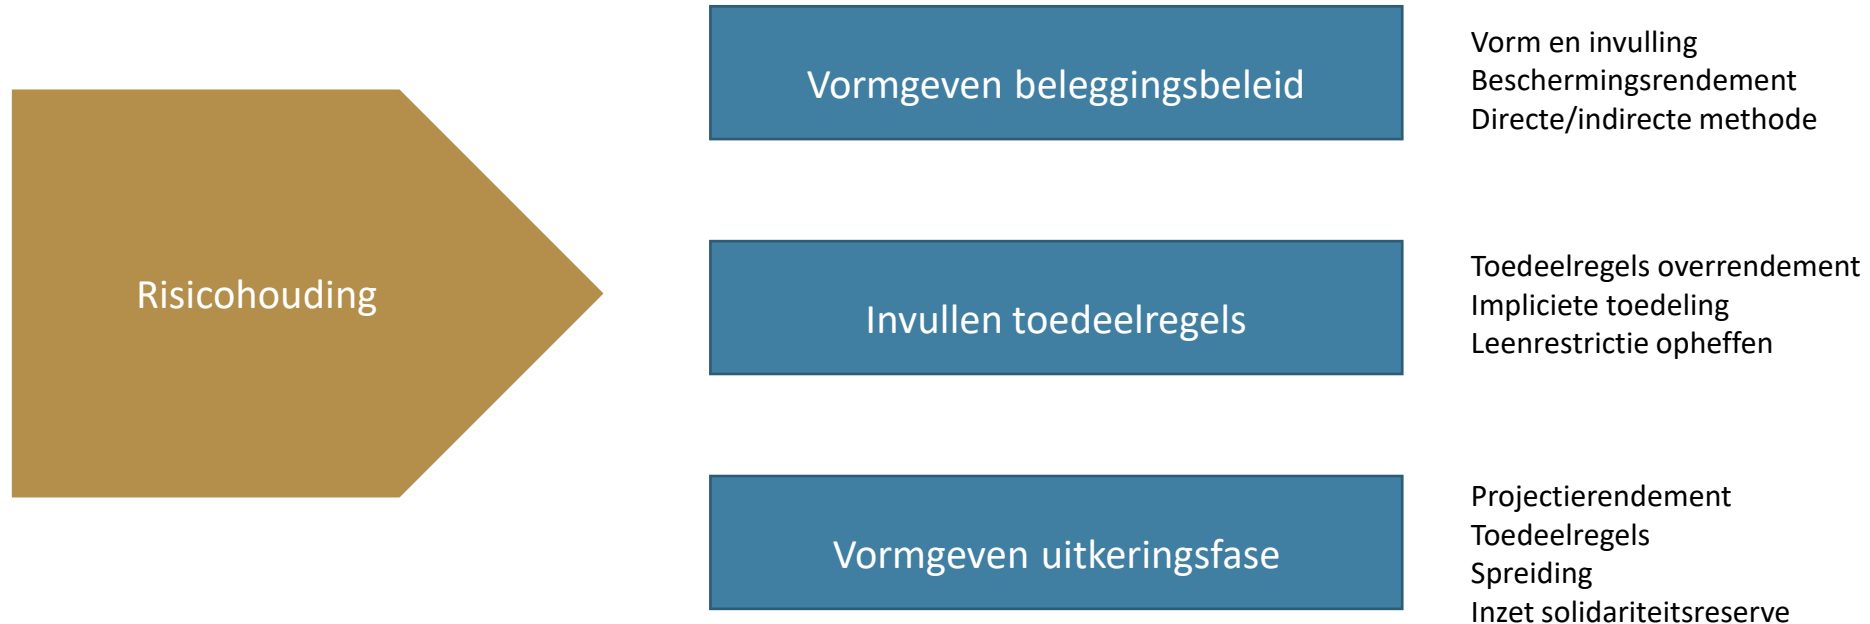 Risicohouding
Vormgeven beleggingsbeleid
Vorm en invulling
Beschermingsrendement
Directe/indirecte methode
Invullen toedeelregels
Toedeelregels overrendement
Impliciete toedeling
Leenrestrictie opheffen
Vormgeven uitkeringsfase
Projectierendement
Toedeelregels
Spreiding
Inzet solidariteitsreserve